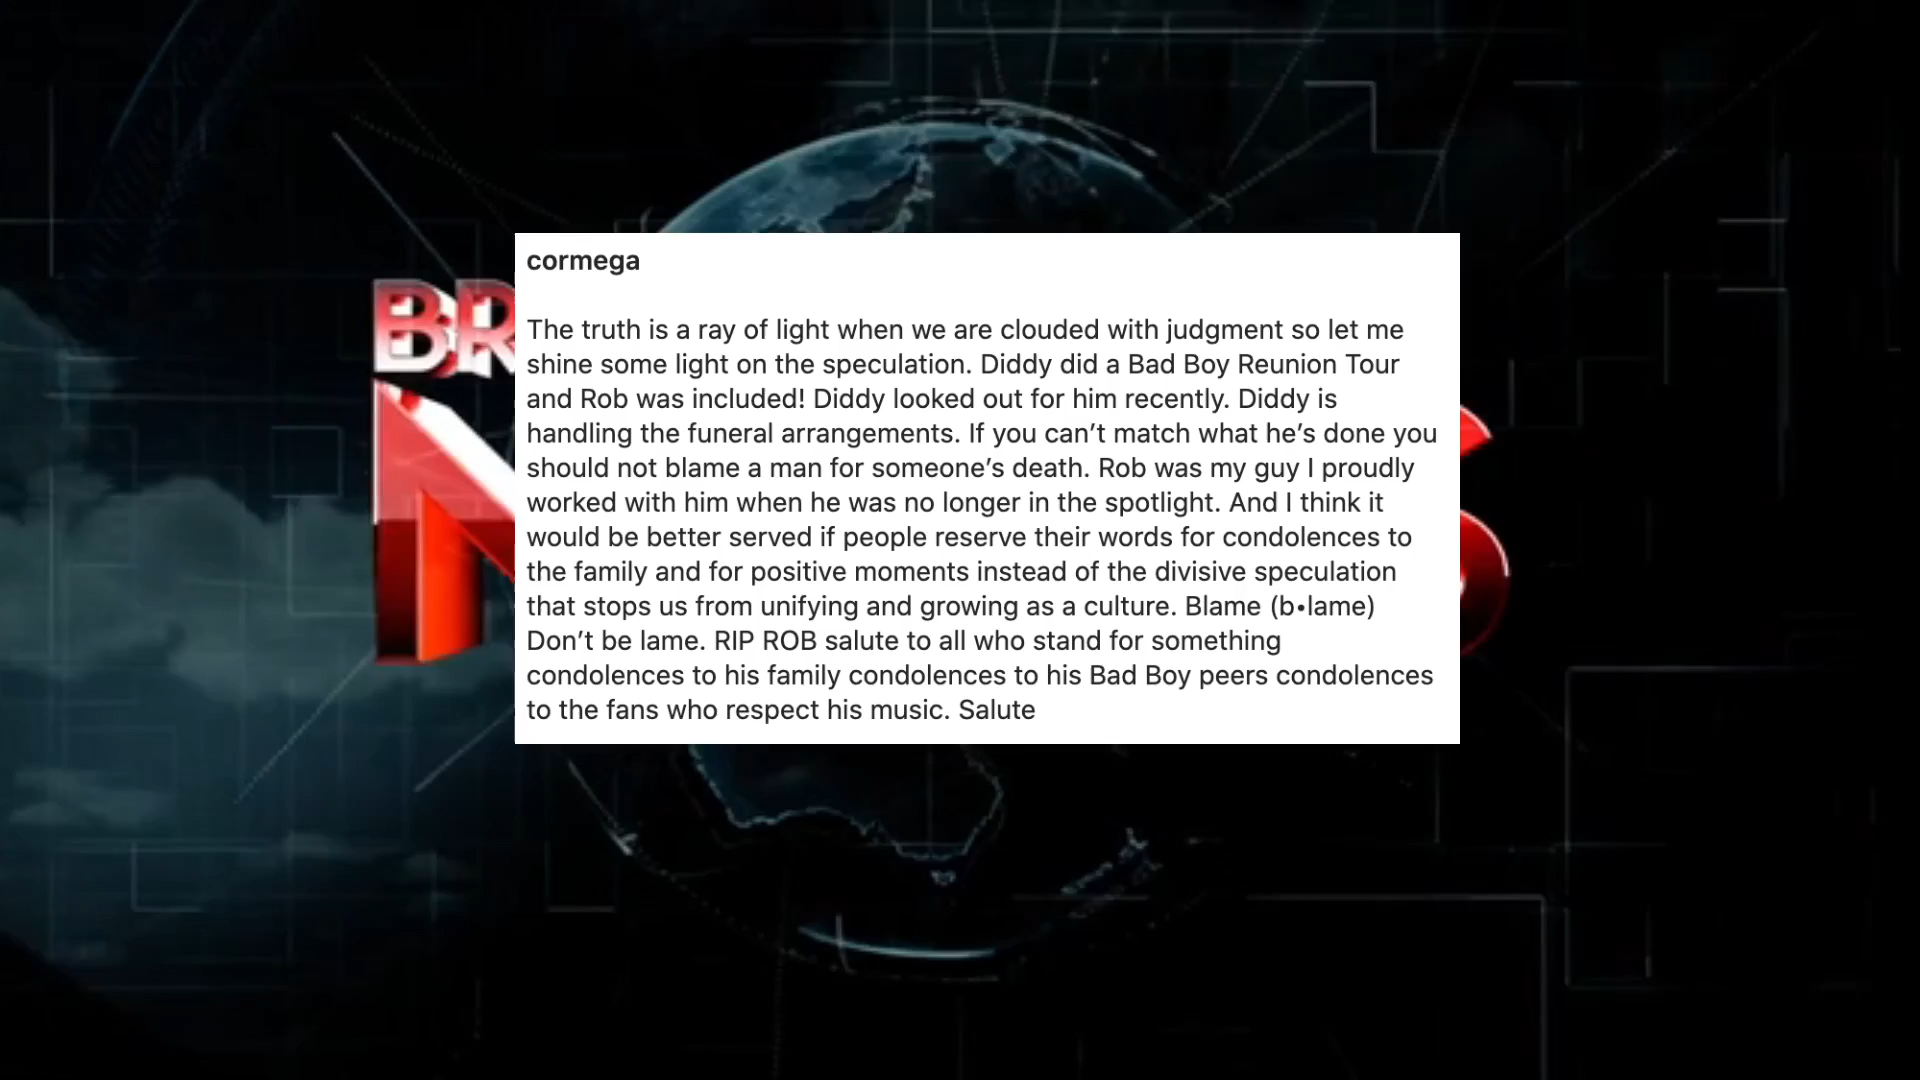 cormega
The truth is a ray of light when we are clouded with judgment so let me
shine some light on the speculation. Diddy did a Bad Boy Reunion Tour
and Rob was included! Diddy looked out for him recently. Diddy is
handling the funeral arrangements. If you can’t match what he’s done you
should not blame a man for someone’s death. Rob was my guy I proudly
worked with him when he was no longer in the spotlight. And I think it
would be better served if people reserve their words for condolences to
the family and for positive moments instead of the divisive speculation
that stops us from unifying and growing as a culture. Blame (b•lame)
Don’t be lame. RIP ROB salute to all who stand for something
condolences to his family condolences to his Bad Boy peers condolences
to the fans who respect his music. Salute